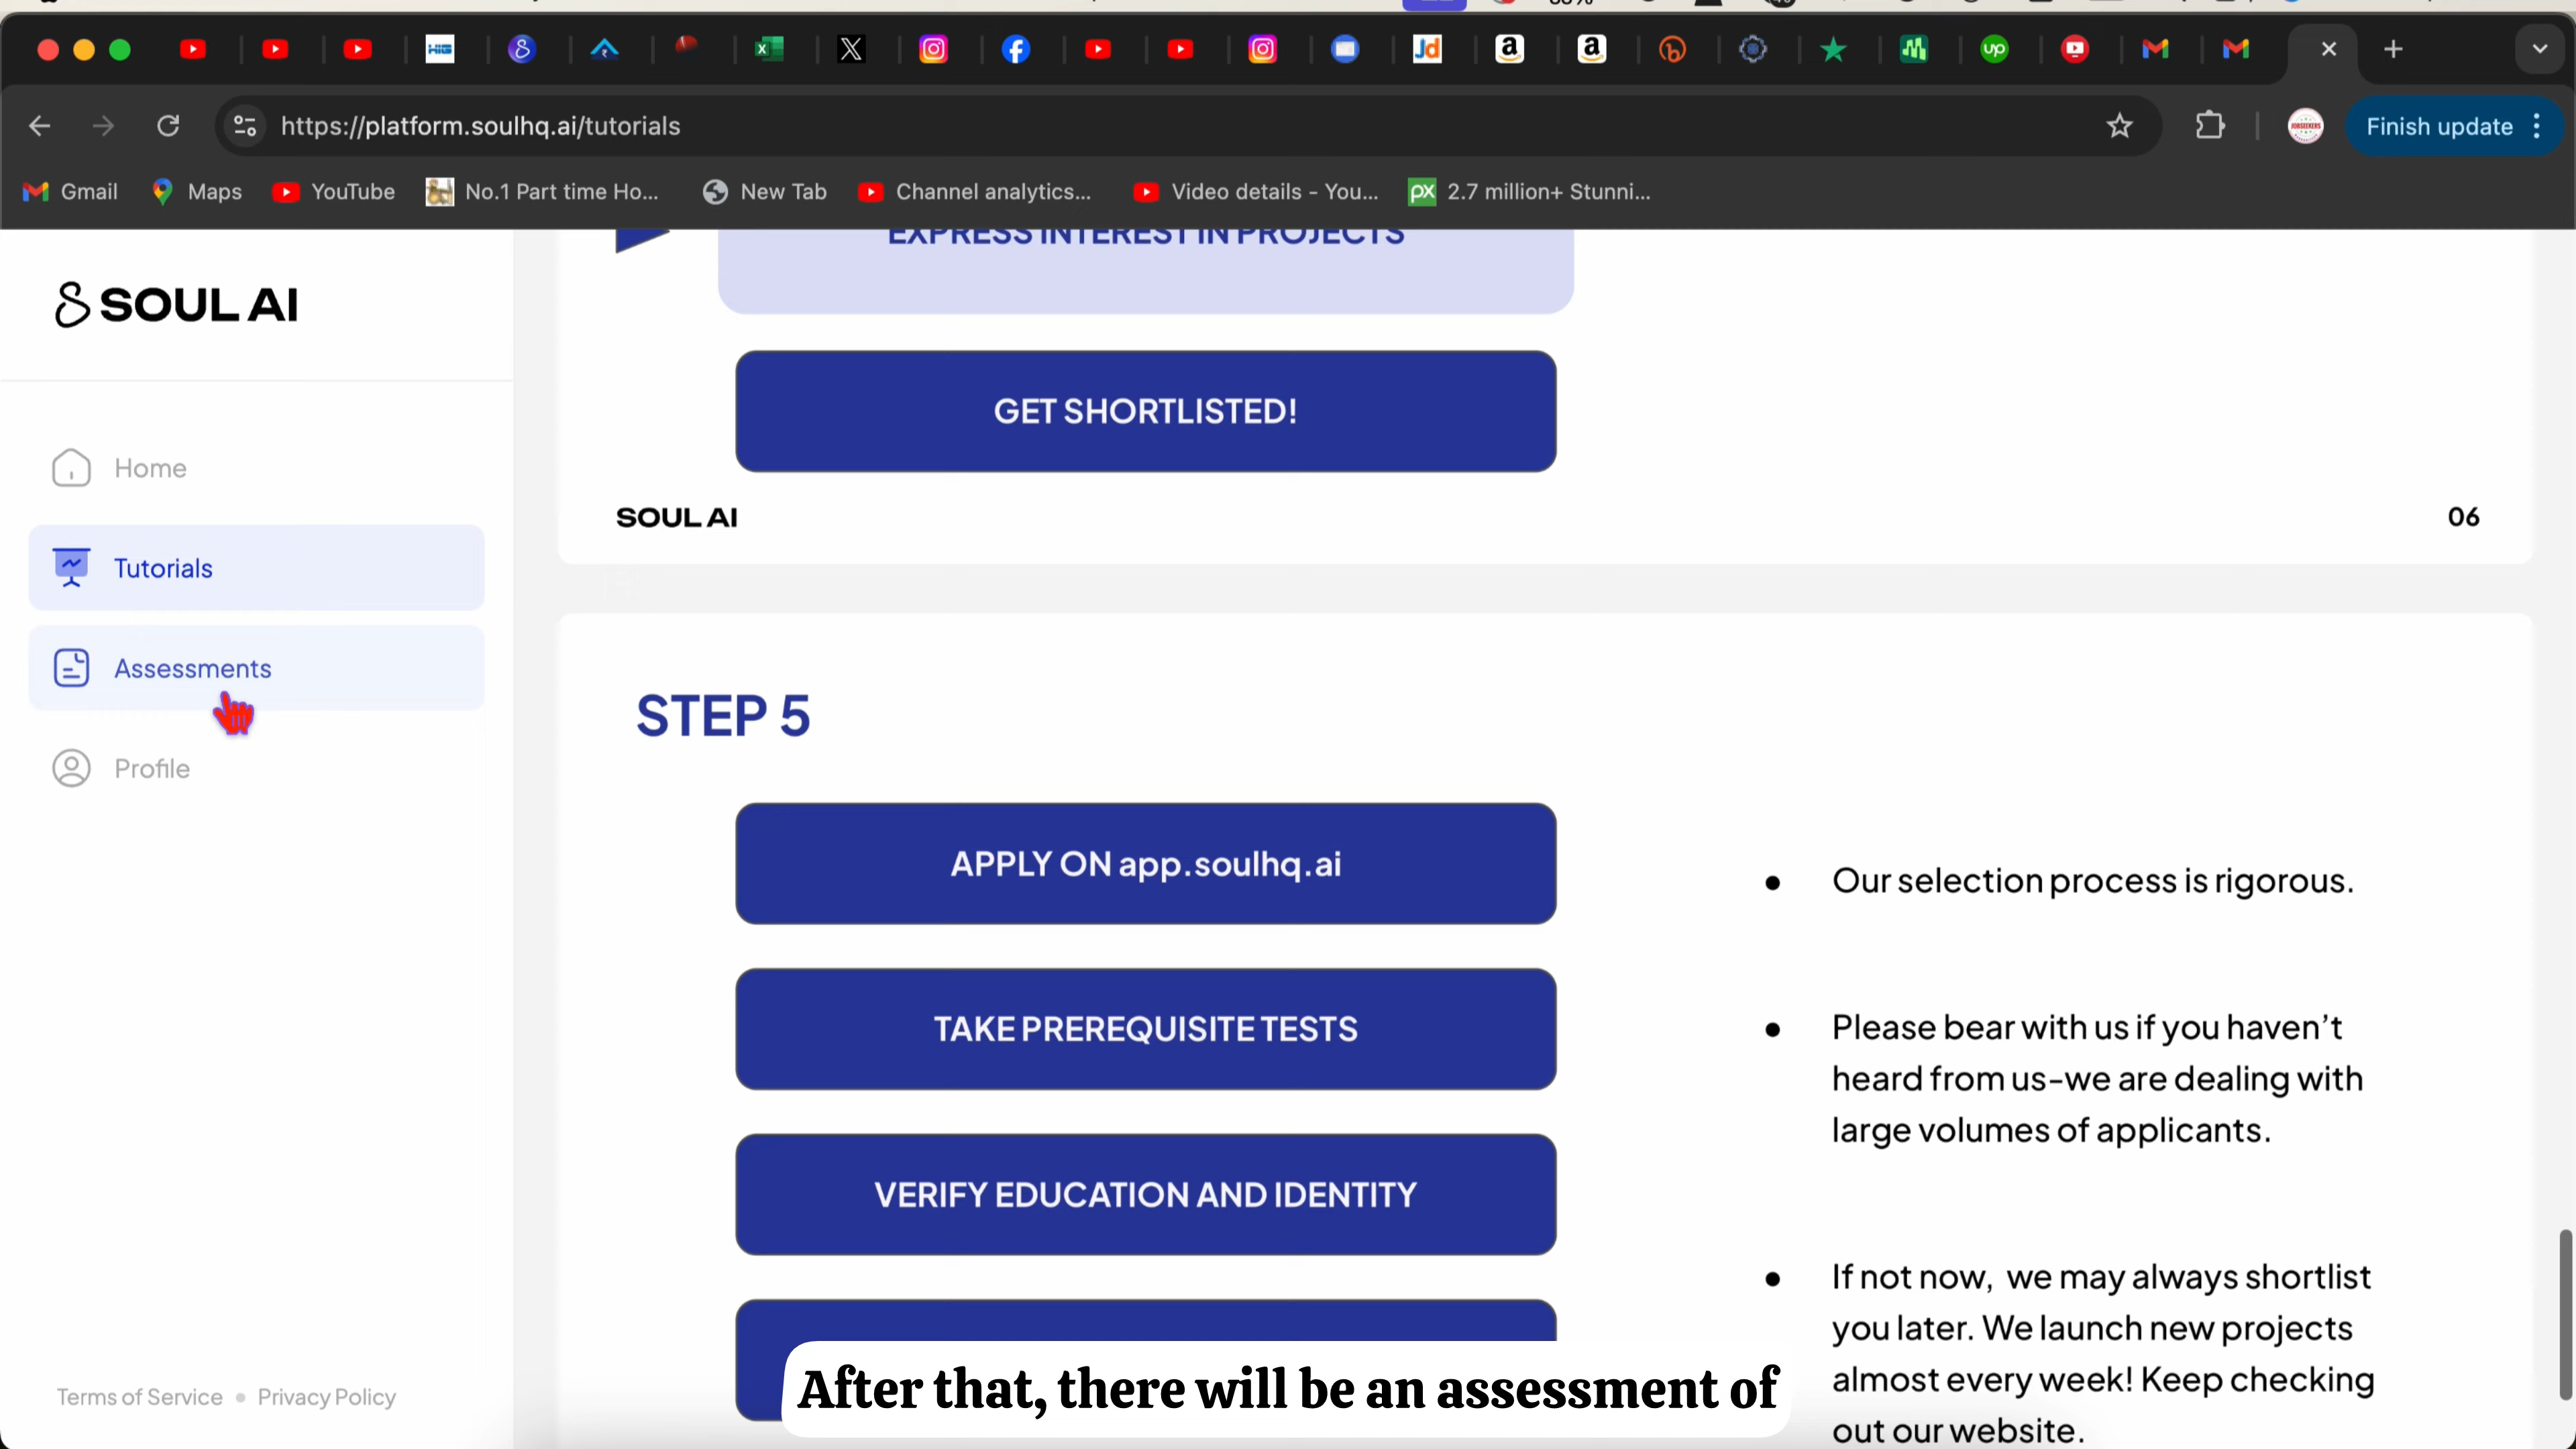 https://platform.soulhq.ai/tutorials
Finish update
Gmail
Maps
YouTube
No.1 Part time Ho...
New Tab
Channel analytics...
Video details - You...
2.7 million+ Stunni...
SOUL AI
Home
Tutorials
Assessments
Profile
Terms of Service • Privacy Policy
EXPRESS INTEREST IN PROJECTS
GET SHORTLISTED!
SOUL AI
06
STEP 5
APPLY ON app.soulhq.ai
TAKE PREREQUISITE TESTS
VERIFY EDUCATION AND IDENTITY
• Our selection process is rigorous.
• Please bear with us if you haven't
heard from us-we are dealing with
large volumes of applicants.
• If not now, we may always shortlist
you later. We launch new projects
almost every week! Keep checking
out our website.
After that, there will be an assessment of